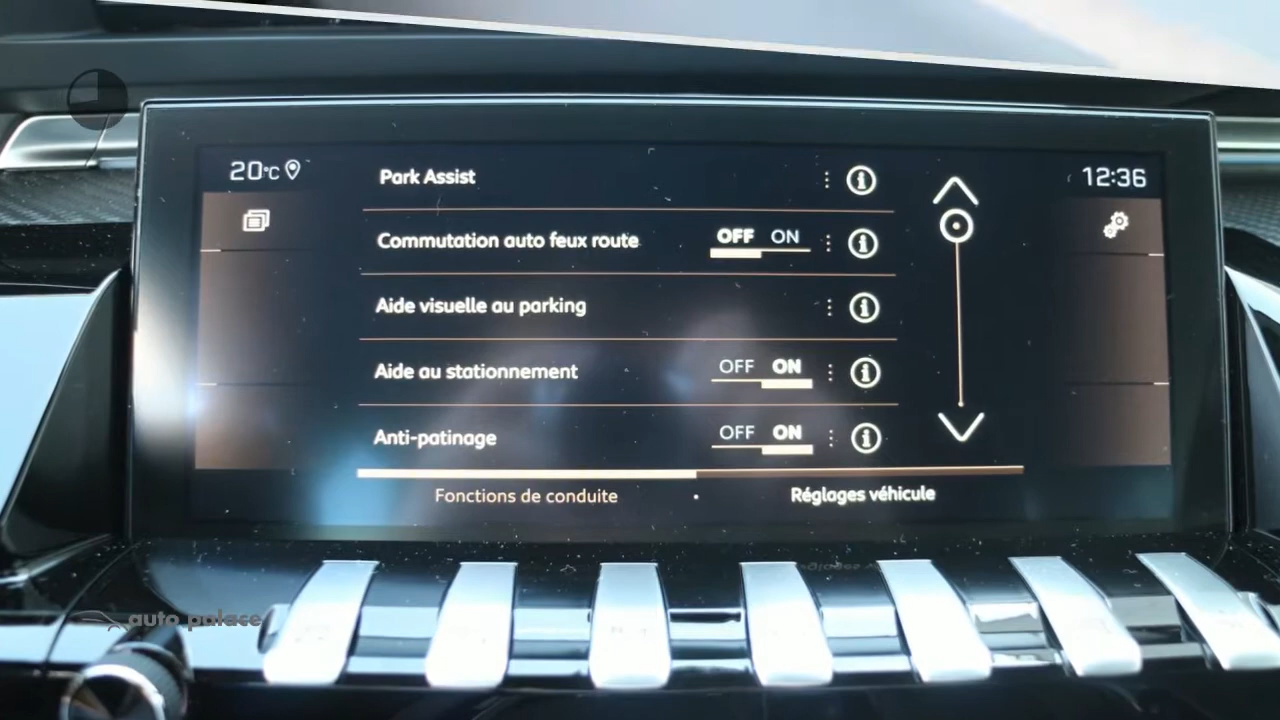 20°C
12:36
Park Assist
Commutation auto feux route OFF ON
Aide visuelle au parking
Aide au stationnement OFF ON
Anti-patinage OFF ON
Fonctions de conduite • Réglages véhicule
auto palace